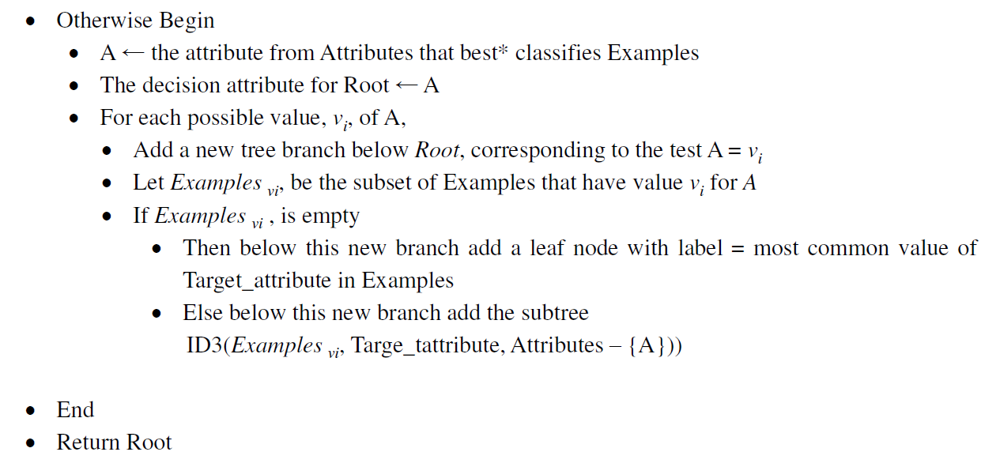 • Otherwise Begin
• A ← the attribute from Attributes that best* classifies Examples
• The decision attribute for Root ← A
• For each possible value, vi, of A,
• Add a new tree branch below Root, corresponding to the test A = vi
• Let Examples vi, be the subset of Examples that have value vi for A
• If Examples vi , is empty
• Then below this new branch add a leaf node with label = most common value of
Target_attribute in Examples
• Else below this new branch add the subtree
ID3(Examples vi, Targe_tattribute, Attributes – {A}))
• End
• Return Root